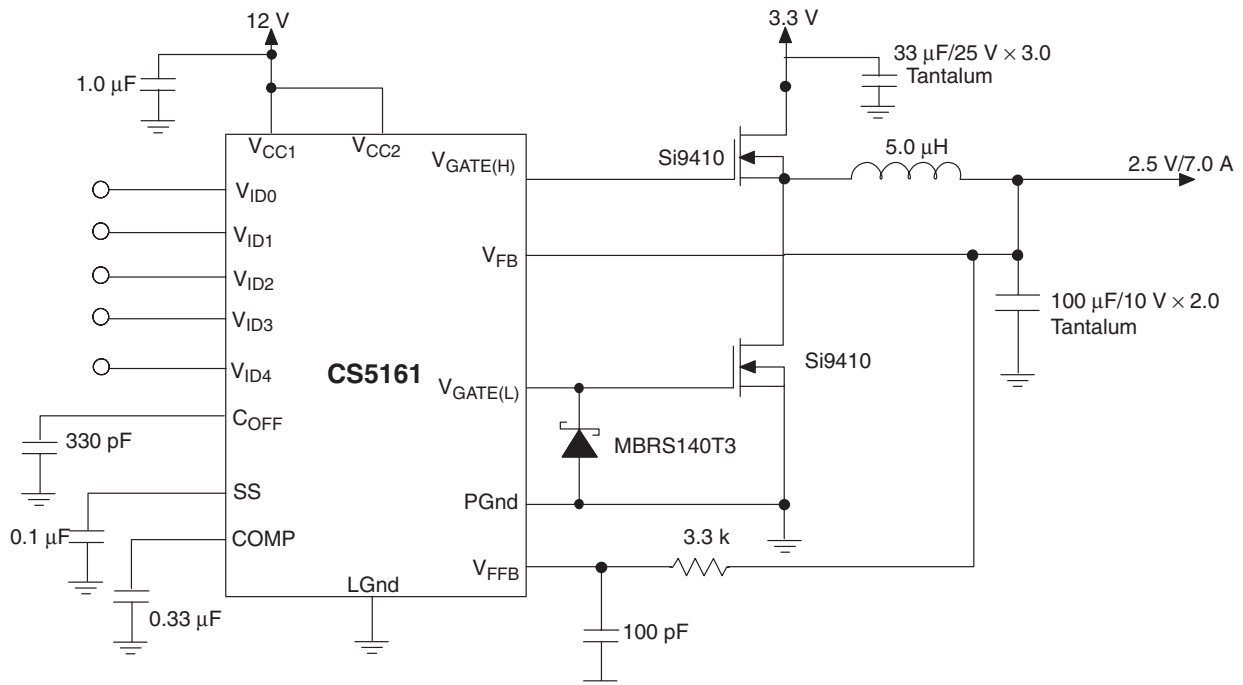 12 V
3.3 V
1.0 μF
33 μF/25 V × 3.0
Tantalum
VCC1
VCC2
VGATE(H)
Si9410
5.0 μH
2.5 V/7.0 A
VID0
VID1
VFB
VID2
100 μF/10 V × 2.0
Tantalum
VID3
VID4
CS5161
VGATE(L)
Si9410
COFF
330 pF
MBRS140T3
SS
PGnd
0.1 μF
COMP
3.3 k
VFFB
LGnd
0.33 μF
100 pF